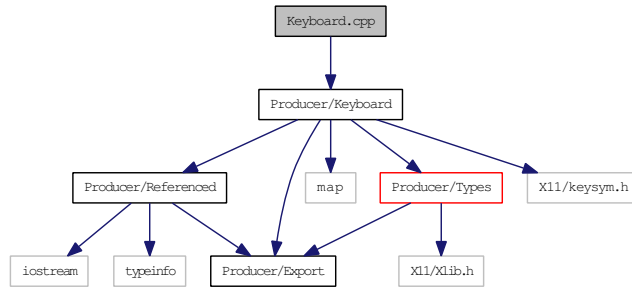 Keyboard.cpp
Producer/Keyboard
Producer/Referenced
map
Producer/Types
X11/keysym.h
iostream
typeinfo
Producer/Export
X11/Xlib.h